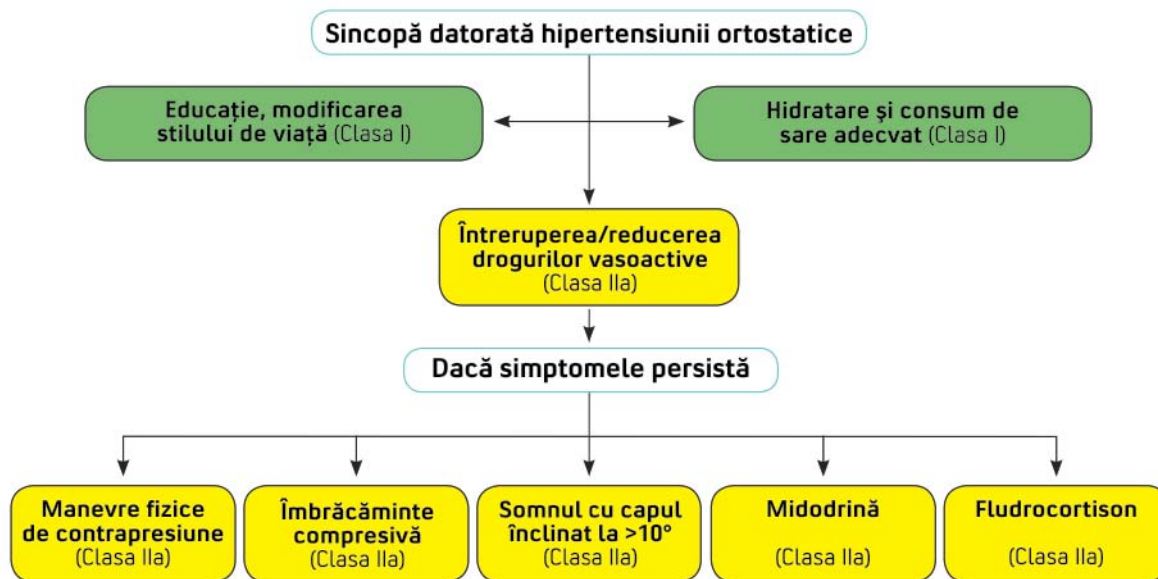 Sincopă datorată hipertensiunii ortostatice
Educație, modificarea
stilului de viață (Clasa I)
Hidratare și consum de
sare adecvat (Clasa I)
Întreruperea/reducerea
drogurilor vasoactive
(Clasa IIa)
Dacă simptomele persistă
Manevre fizice
de contrapresiune
(Clasa IIa)
Îmbrăcăminte
compresivă
(Clasa IIa)
Somnul cu capul
înclinat la >10°
(Clasa IIa)
Midodrină
(Clasa IIa)
Fludrocortison
(Clasa IIa)